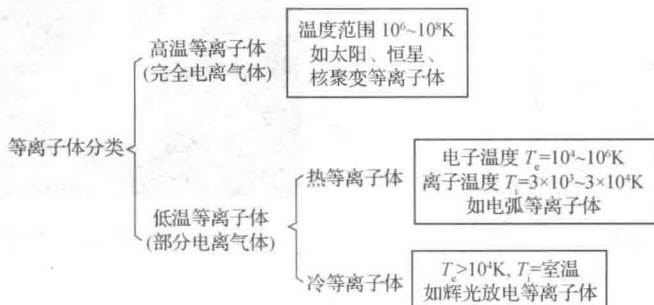 高温等离子体
(完全电离气体)
温度范围 10⁶~10⁸K
如太阳、恒星、
核聚变等离子体
等离子体分类
低温等离子体
(部分电离气体)
热等离子体
电子温度 Tₑ=10⁴~10⁶K
离子温度 Tᵢ=3×10³~3×10⁴K
如电弧等离子体
冷等离子体
Tₑ>10⁴K, Tᵢ=室温
如辉光放电等离子体